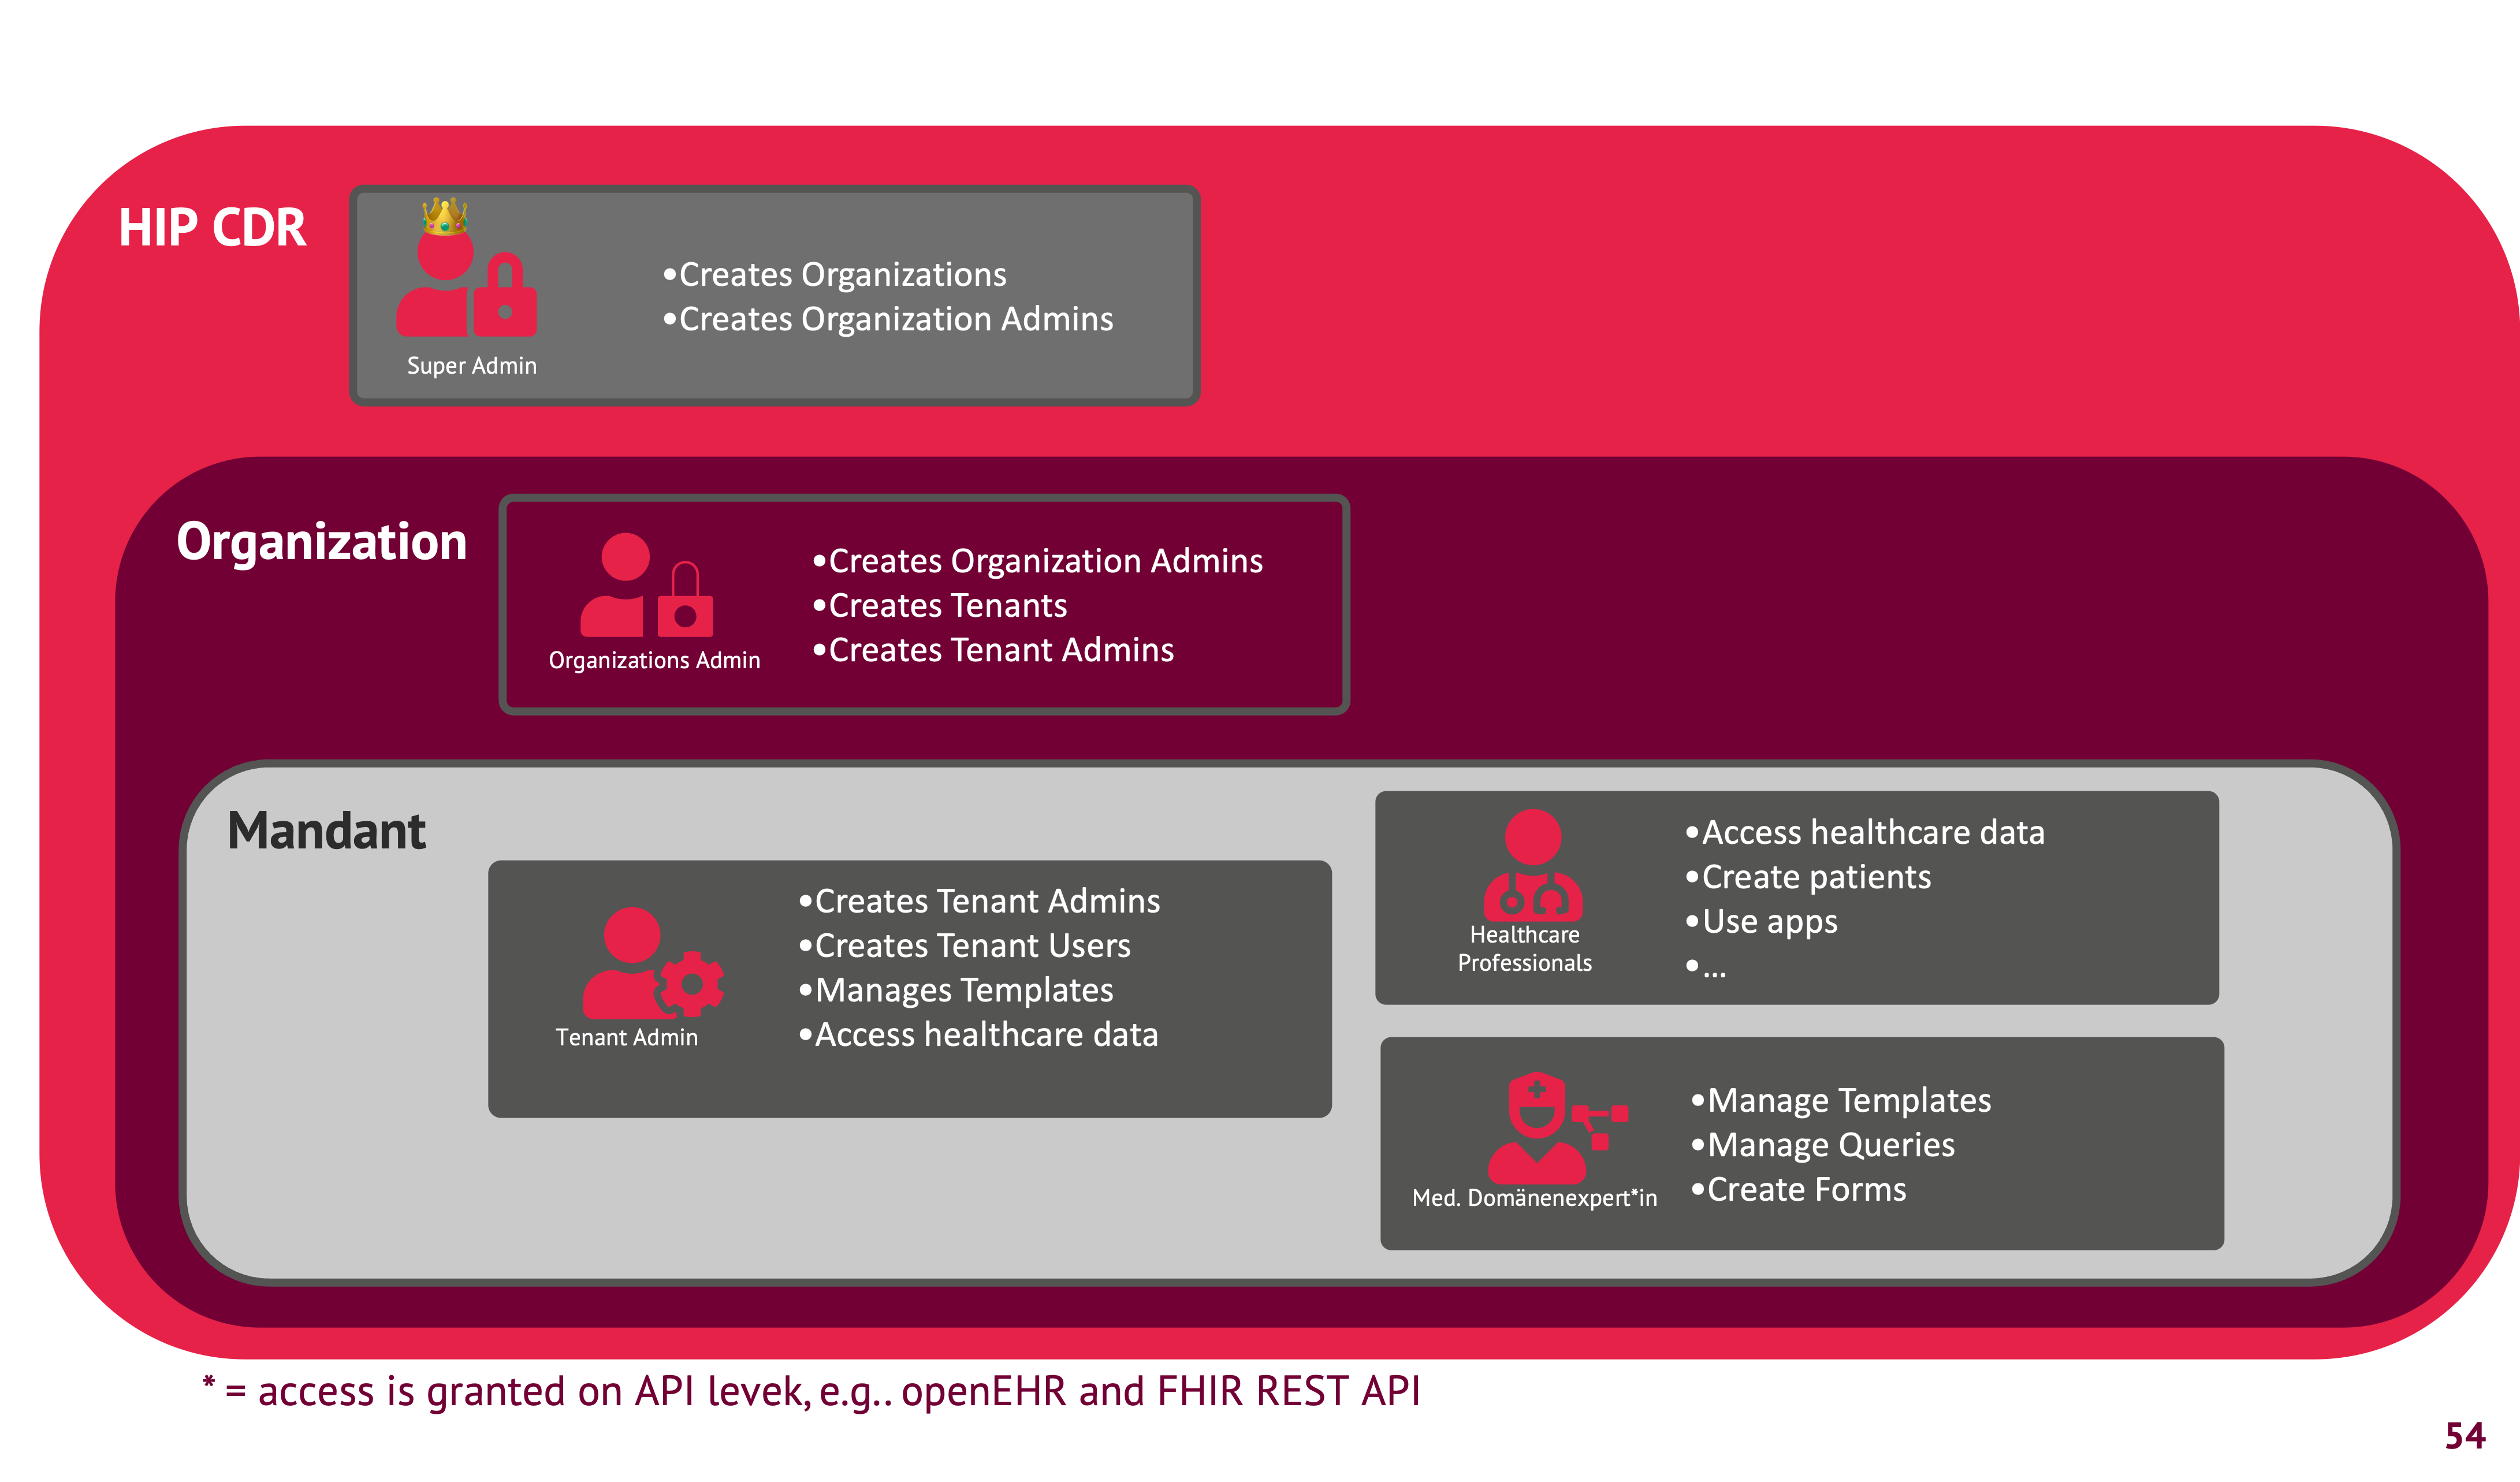 HIP CDR
Super Admin
•Creates Organizations
•Creates Organization Admins
Organization
Organizations Admin
•Creates Organization Admins
•Creates Tenants
•Creates Tenant Admins
Mandant
Tenant Admin
•Creates Tenant Admins
•Creates Tenant Users
•Manages Templates
•Access healthcare data
Healthcare
Professionals
•Access healthcare data
•Create patients
•Use apps
•...
Med. Domänenexpert*in
•Manage Templates
•Manage Queries
•Create Forms
* = access is granted on API levek, e.g.. openEHR and FHIR REST API
54